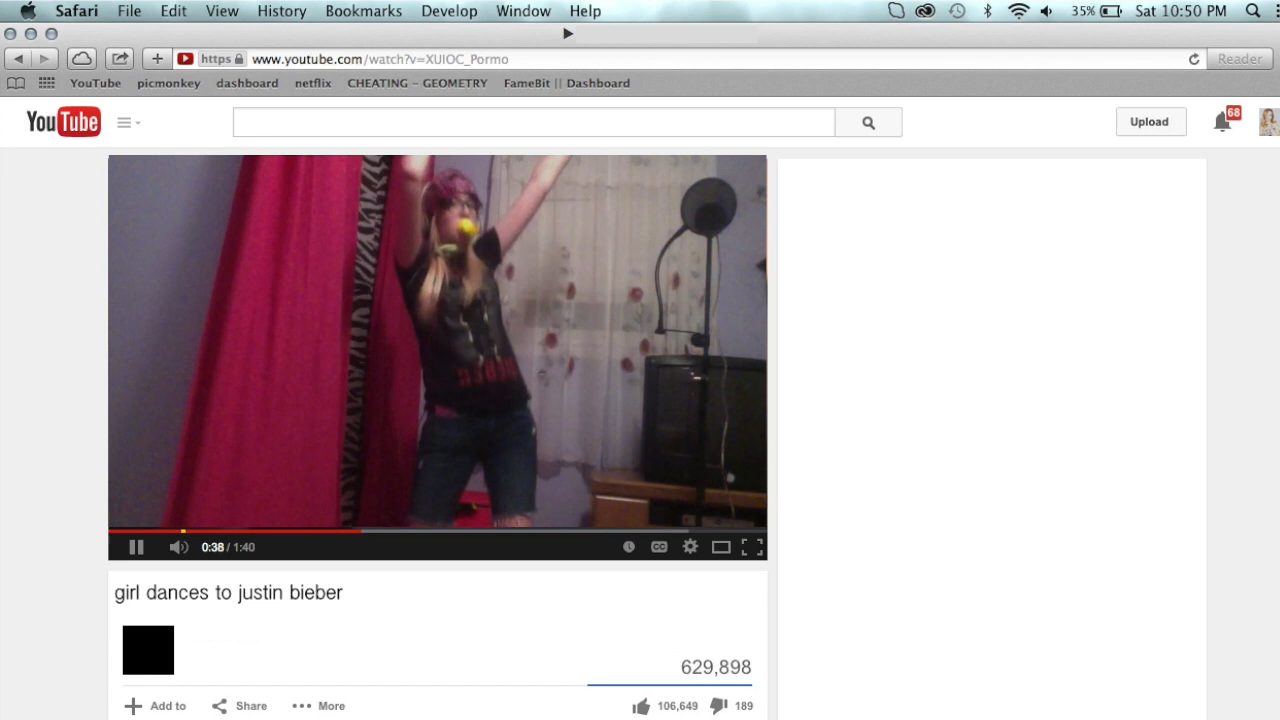 Safari File Edit View History Bookmarks Develop Window Help 35% Sat 10:50 PM
https www.youtube.com/watch?v=XUIOC_Pormo Reader
YouTube picmonkey dashboard netflix CHEATING – GEOMETRY FameBit || Dashboard
YouTube Upload 68
0:38 / 1:40 CC
girl dances to justin bieber
629,898
Add to Share More 106,649 189